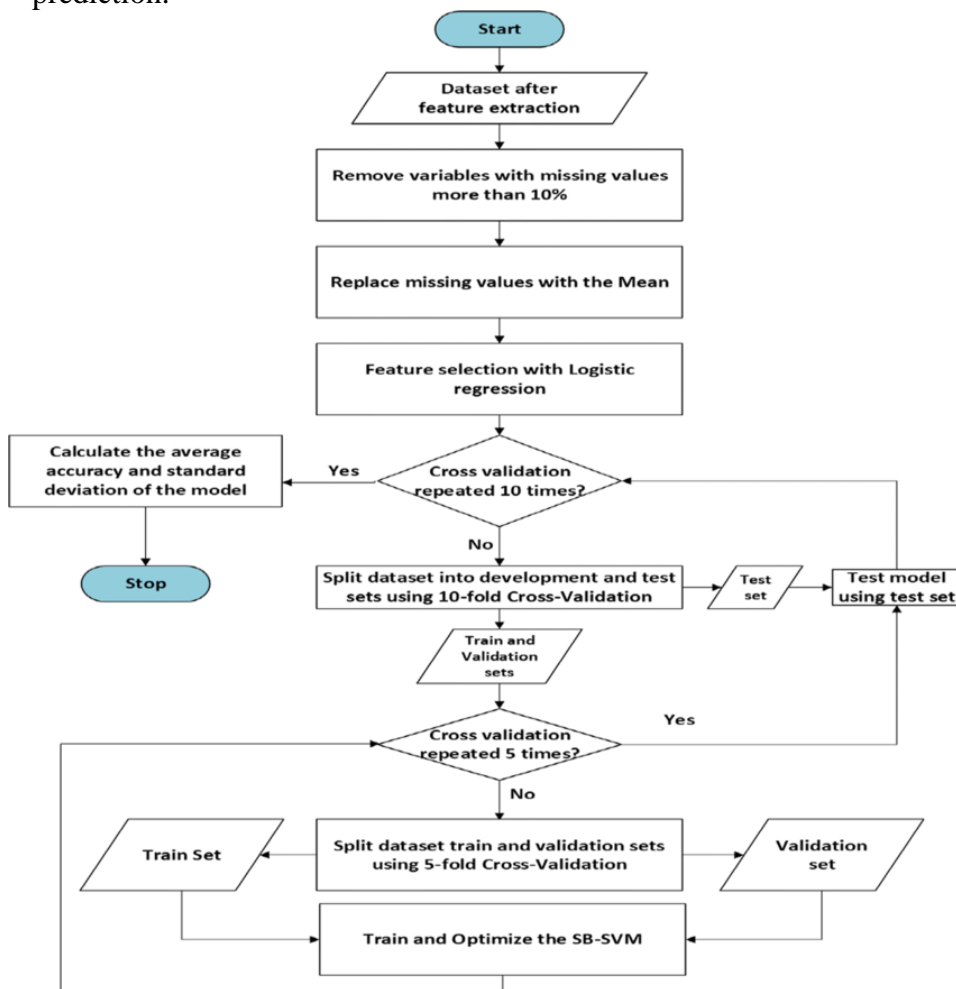 prediction.
Start
Dataset after
feature extraction
Remove variables with missing values
more than 10%
Replace missing values with the Mean
Feature selection with Logistic
regression
Calculate the average
accuracy and standard
deviation of the model
Yes
Cross validation
repeated 10 times?
No
Stop
Split dataset into development and test
sets using 10-fold Cross-Validation
Test
set
Test model
using test set
Train and
Validation
sets
Cross validation
repeated 5 times?
Yes
No
Train Set
Split dataset train and validation sets
using 5-fold Cross-Validation
Validation
set
Train and Optimize the SB-SVM